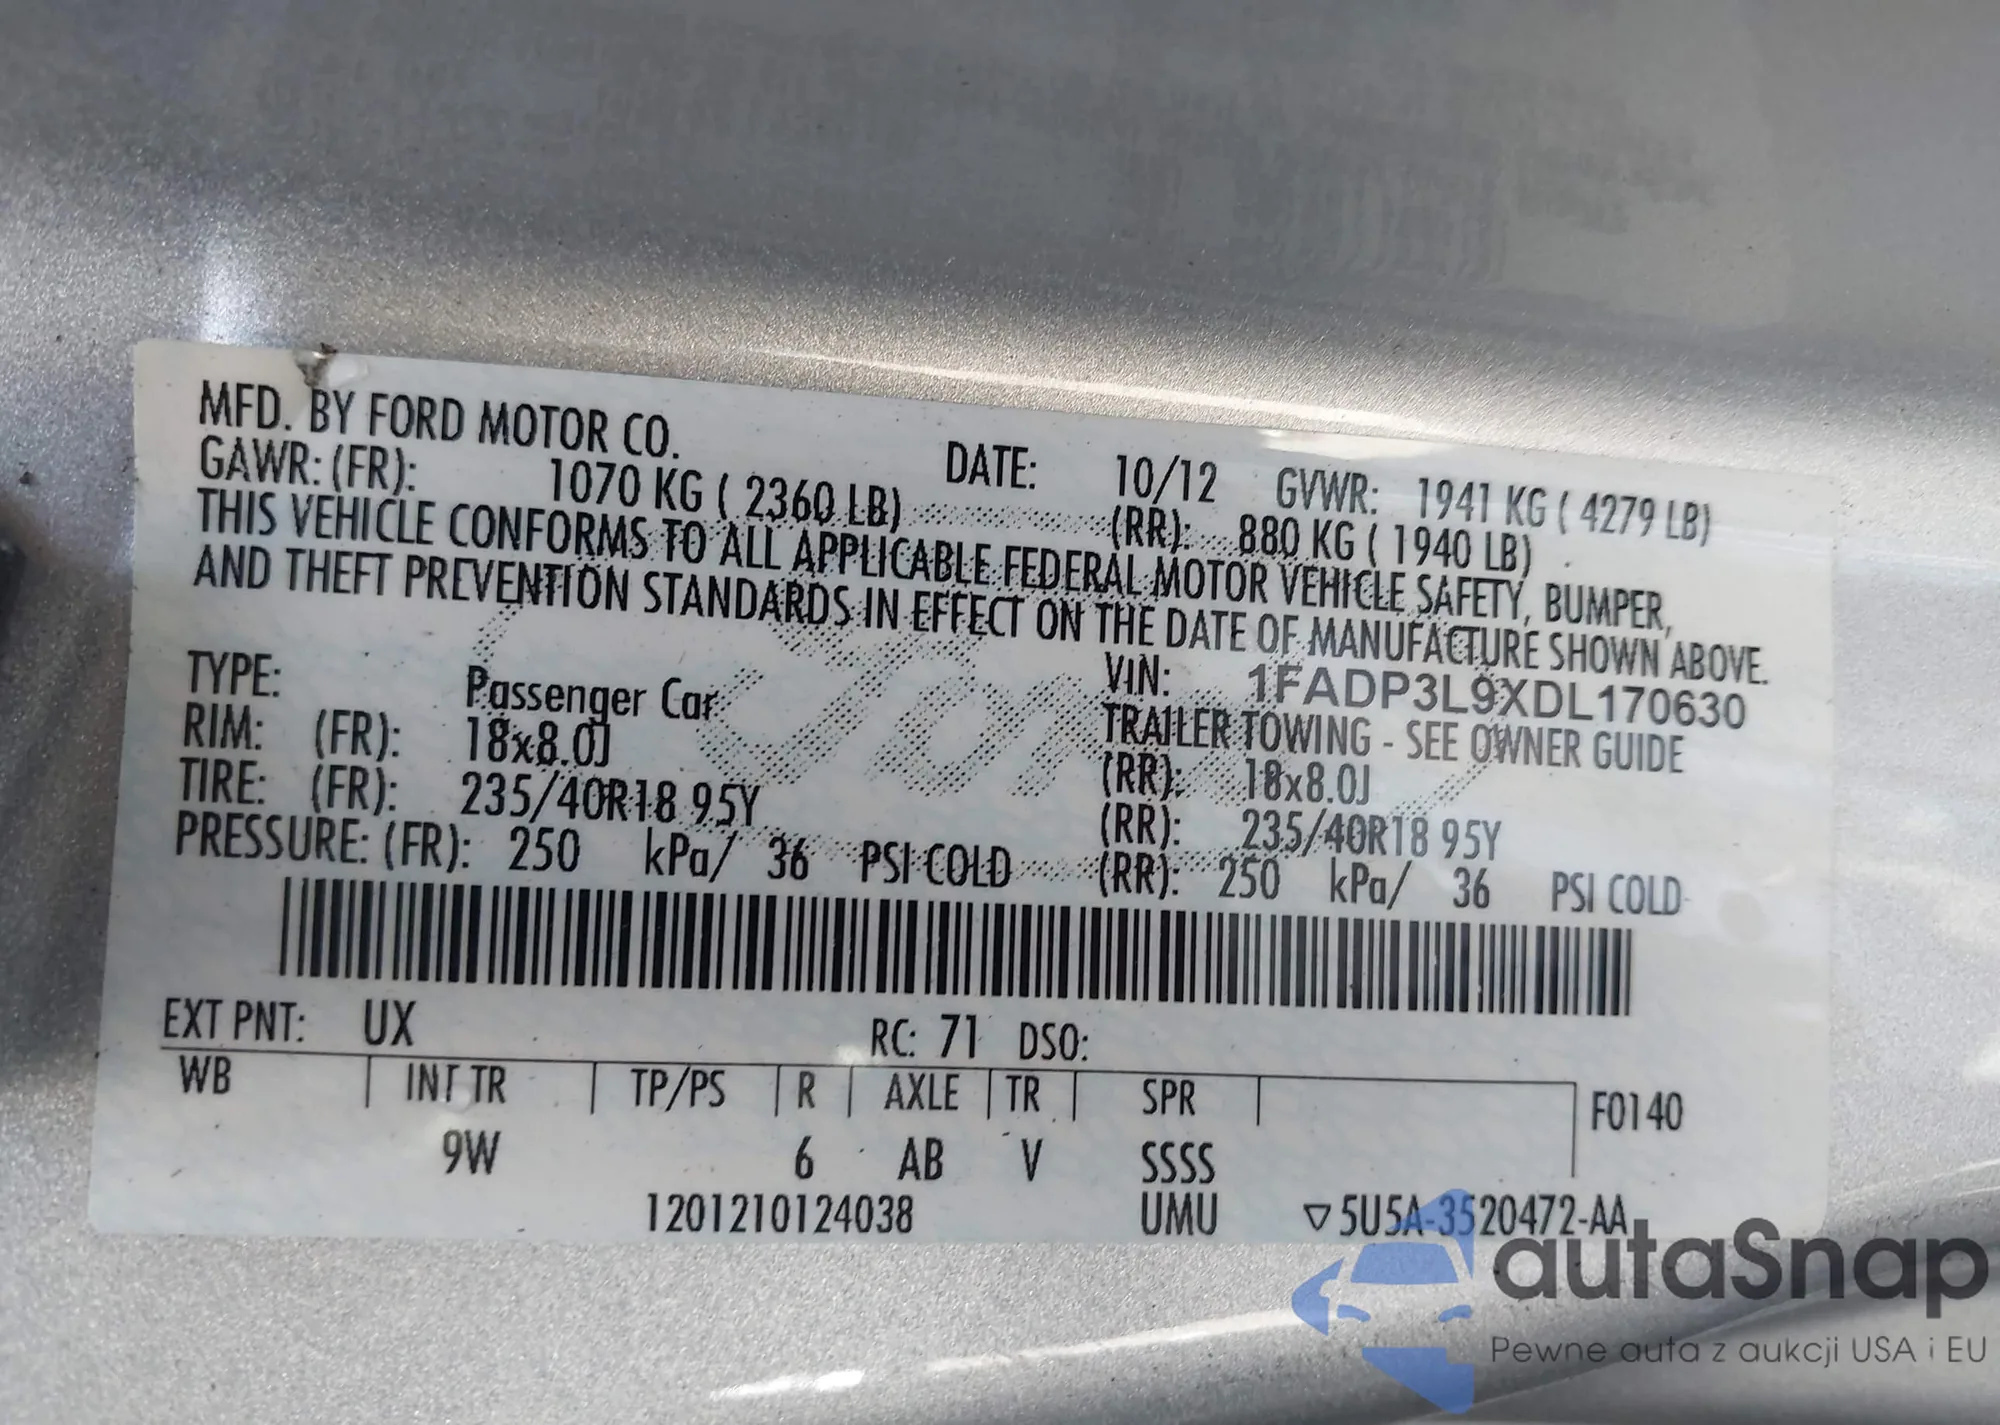 MFD. BY FORD MOTOR CO. DATE: 10/12 GVWR: 1941 KG ( 4279 LB)
GAWR: (FR): 1070 KG ( 2360 LB) (RR): 880 KG ( 1940 LB)
THIS VEHICLE CONFORMS TO ALL APPLICABLE FEDERAL MOTOR VEHICLE SAFETY, BUMPER,
AND THEFT PREVENTION STANDARDS IN EFFECT ON THE DATE OF MANUFACTURE SHOWN ABOVE.
VIN: 1FADP3L9XDL170630
TYPE: Passenger Car TRAILER TOWING - SEE OWNER GUIDE
RIM: (FR): 18x8.0J (RR): 18x8.0J
TIRE: (FR): 235/40R18 95Y (RR): 235/40R18 95Y
PRESSURE: (FR): 250 kPa/ 36 PSI COLD (RR): 250 kPa/ 36 PSI COLD
EXT PNT: UX RC: 71 DSO:
WB INT TR TP/PS R AXLE TR SPR F0140
9W 6 AB V SSSS
1201210124038 UMU ▽5U5A-3520472-AA
autaSnap
Pewne auta z aukcji USA i EU